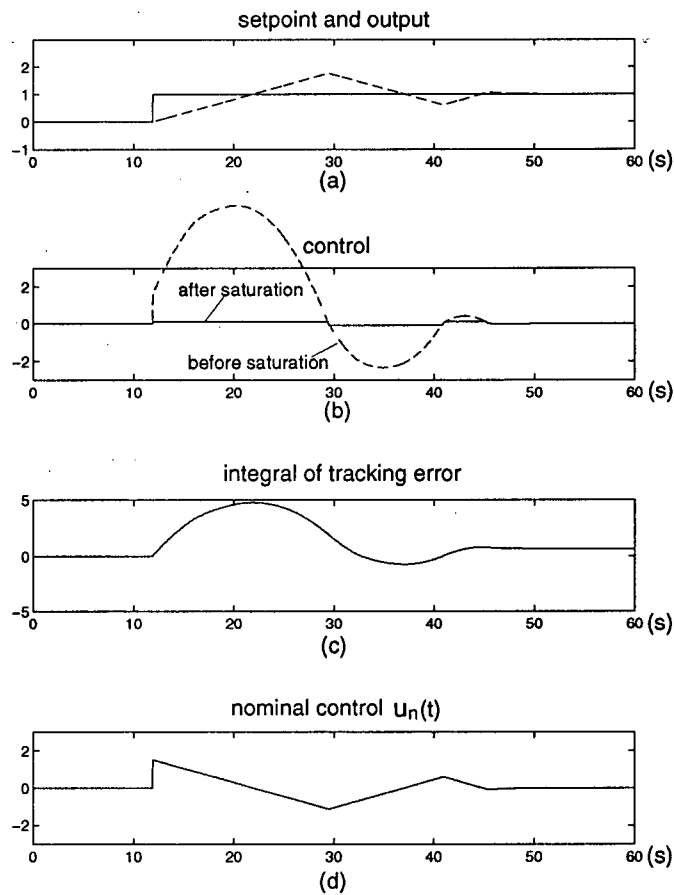 setpoint and output
2
1
0
−1
0 10 20 30 40 50 60 (s)
(a)
control
2
0
−2
after saturation
before saturation
0 10 20 30 40 50 60 (s)
(b)
integral of tracking error
5
0
−5
0 10 20 30 40 50 60 (s)
(c)
nominal control uₙ(t)
2
0
−2
0 10 20 30 40 50 60 (s)
(d)